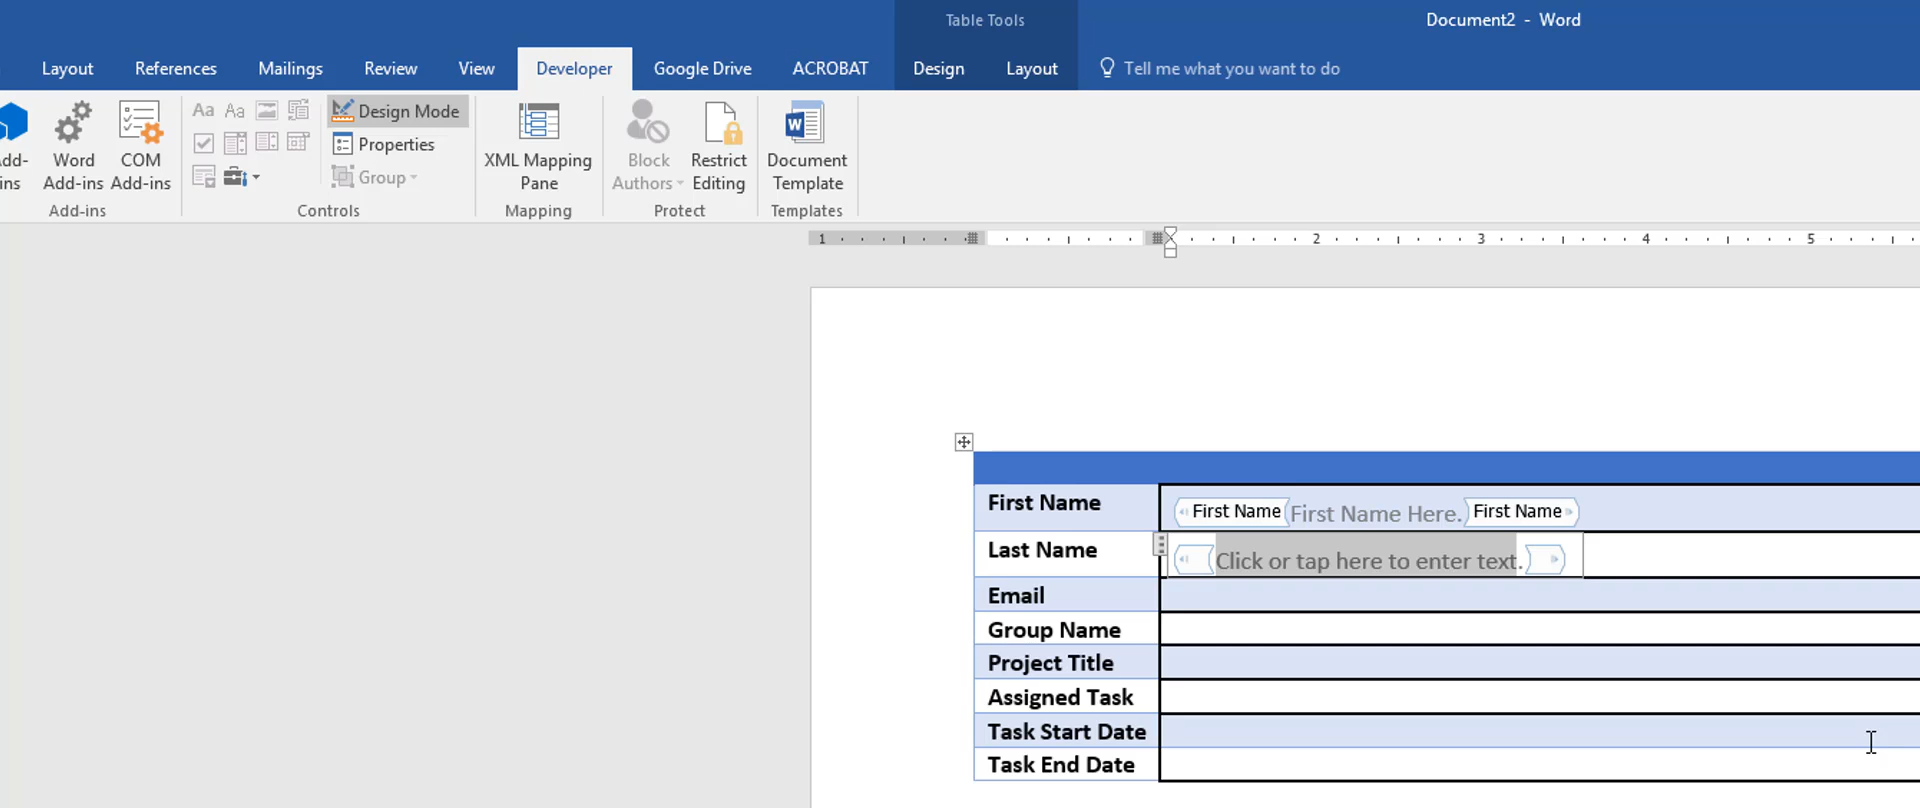 Table Tools
Document2 - Word
Layout References Mailings Review View Developer Google Drive ACROBAT Design Layout Tell me what you want to do
Add-
ins
Word
Add-ins
COM
Add-ins
Add-ins
Aa Aa
Design Mode
Properties
Group
Controls
XML Mapping
Pane
Mapping
Block
Authors
Restrict
Editing
Protect
Document
Template
Templates
1 2 3 4 5
First Name First Name First Name Here. First Name
Last Name Click or tap here to enter text.
Email
Group Name
Project Title
Assigned Task
Task Start Date
Task End Date